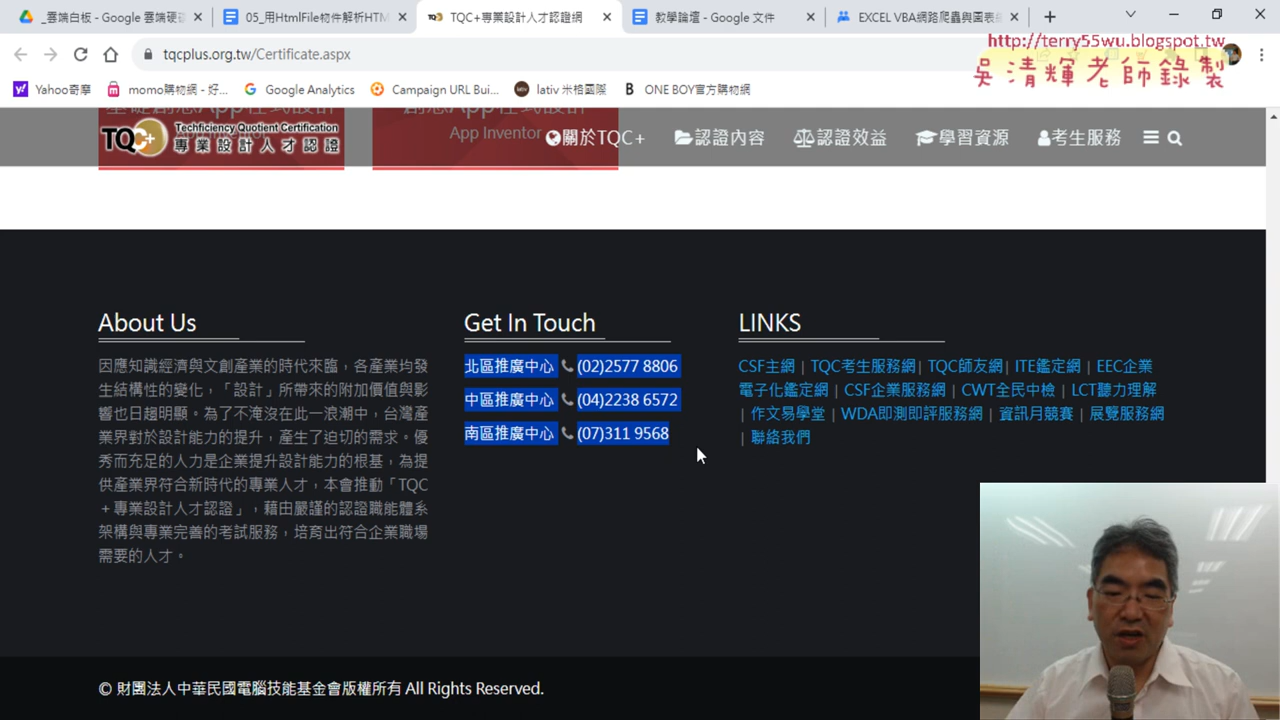 _雲端白板 - Google 雲端硬碟
05_用HtmlFile物件解析HTM
TQC+專業設計人才認證網
教學論壇 - Google 文件
EXCEL VBA網路爬蟲與圖表
http://terry55wu.blogspot.tw
tqcplus.org.tw/Certificate.aspx
吳清輝老師錄製
Yahoo奇摩
momo購物網 - 好...
Google Analytics
Campaign URL Bui...
lativ 米格國際
ONE BOY官方購物網
App Inventor
TQC+
Techficiency Quotient Certification
專業設計人才認證
關於TQC+
認證內容
認證效益
學習資源
考生服務
About Us
因應知識經濟與文創產業的時代來臨，各產業均發
生結構性的變化，「設計」所帶來的附加價值與影
響也日趨明顯。為了不淹沒在此一浪潮中，台灣產
業界對於設計能力的提升，產生了迫切的需求。優
秀而充足的人力是企業提升設計能力的根基，為提
供產業界符合新時代的專業人才，本會推動「TQC
＋專業設計人才認證」，藉由嚴謹的認證職能體系
架構與專業完善的考試服務，培育出符合企業職場
需要的人才。
Get In Touch
北區推廣中心 (02)2577 8806
中區推廣中心 (04)2238 6572
南區推廣中心 (07)311 9568
LINKS
CSF主網 | TQC考生服務網| TQC師友網| ITE鑑定網 | EEC企業
電子化鑑定網 | CSF企業服務網 | CWT全民中檢 | LCT聽力理解
| 作文易學堂 | WDA即測即評服務網 | 資訊月競賽 | 展覽服務網
| 聯絡我們
© 財團法人中華民國電腦技能基金會版權所有 All Rights Reserved.